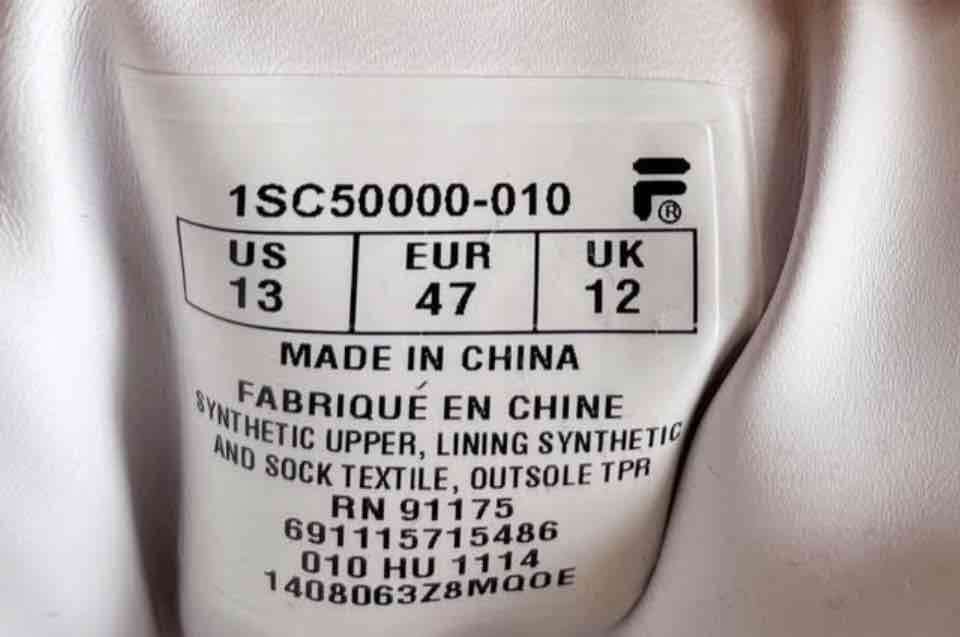 1SC50000-010
US EUR UK
13 47 12
MADE IN CHINA
FABRIQUÉ EN CHINE
SYNTHETIC UPPER, LINING SYNTHETIC
AND SOCK TEXTILE, OUTSOLE TPR
RN 91175
691115715486
010 HU 1114
1408063Z8MQOE